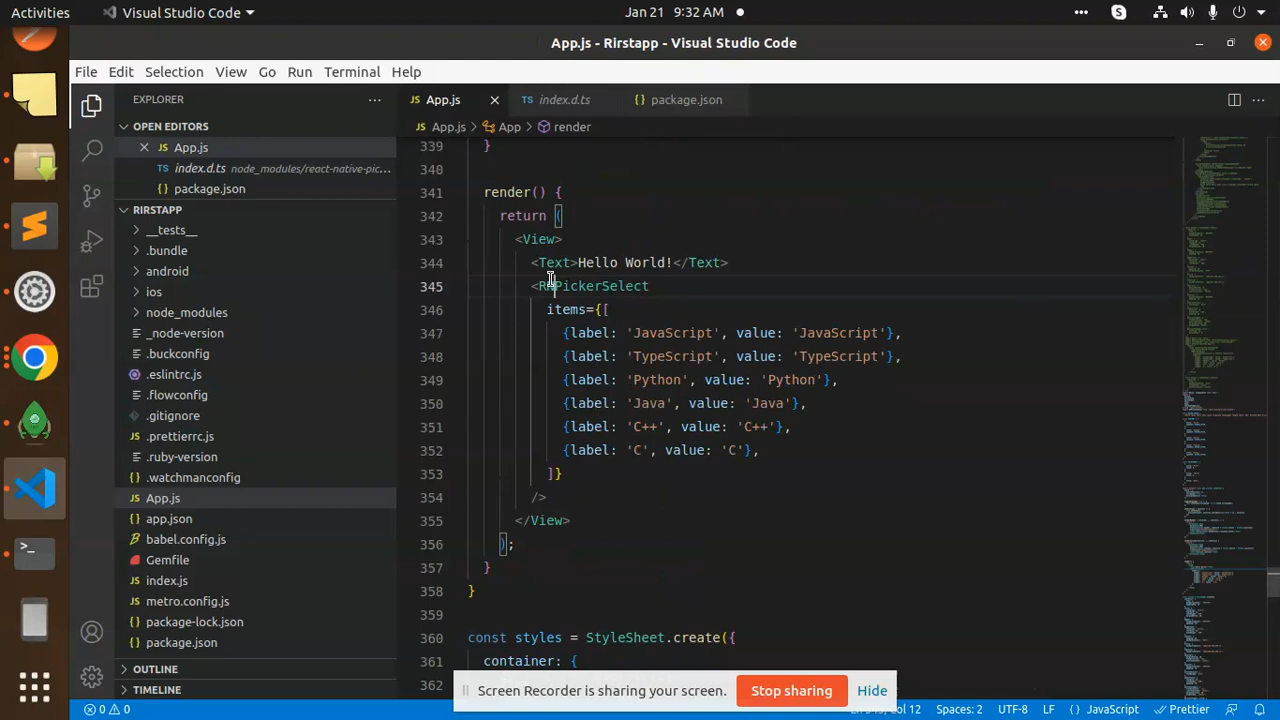 Activities
Visual Studio Code
Jan 21 9:32 AM
App.js - Rirstapp - Visual Studio Code
File Edit Selection View Go Run Terminal Help
EXPLORER
App.js
TS index.d.ts
package.json
OPEN EDITORS
App.js > App > render
App.js
TS index.d.ts node_modules/react-native-pic...
package.json
RIRSTAPP
__tests__
.bundle
android
ios
node_modules
_node-version
.buckconfig
.eslintrc.js
.flowconfig
.gitignore
.prettierrc.js
.ruby-version
.watchmanconfig
App.js
app.json
babel.config.js
Gemfile
index.js
metro.config.js
package-lock.json
package.json
OUTLINE
TIMELINE
339 }
340
341 render() {
342 return (
343 <View>
344 <Text>Hello World!</Text>
345 <RNPickerSelect
346 items={[
347 {label: 'JavaScript', value: 'JavaScript'},
348 {label: 'TypeScript', value: 'TypeScript'},
349 {label: 'Python', value: 'Python'},
350 {label: 'Java', value: 'Java'},
351 {label: 'C++', value: 'C++'},
352 {label: 'C', value: 'C'},
353 ]}
354 />
355 </View>
356 );
357 }
358 }
359
360 const styles = StyleSheet.create({
361 container: {
362
Screen Recorder is sharing your screen. Stop sharing Hide
0 0
Col 12 Spaces: 2 UTF-8 LF {} JavaScript Prettier